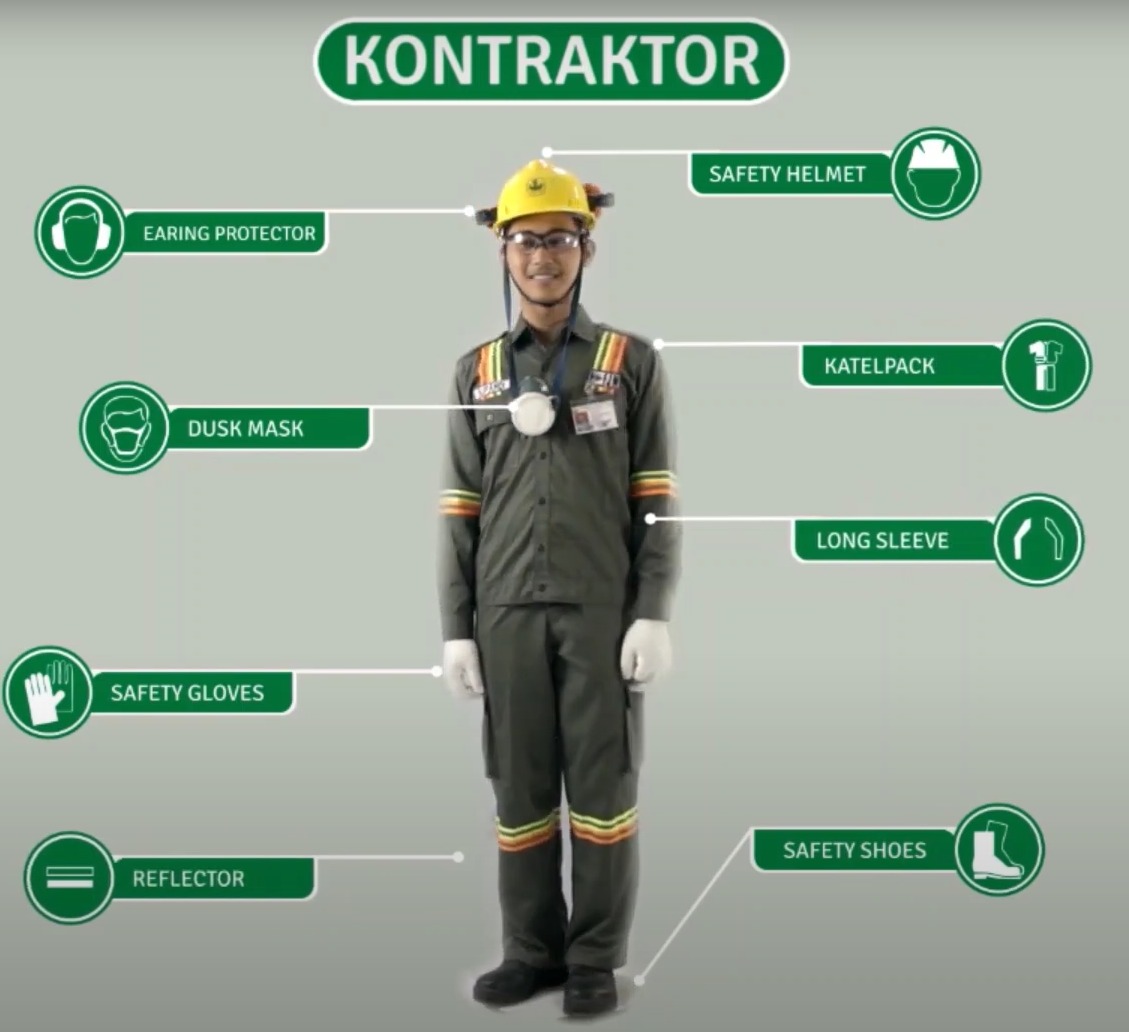 KONTRAKTOR
SAFETY HELMET
EARING PROTECTOR
KATELPACK
DUSK MASK
LONG SLEEVE
SAFETY GLOVES
SAFETY SHOES
REFLECTOR